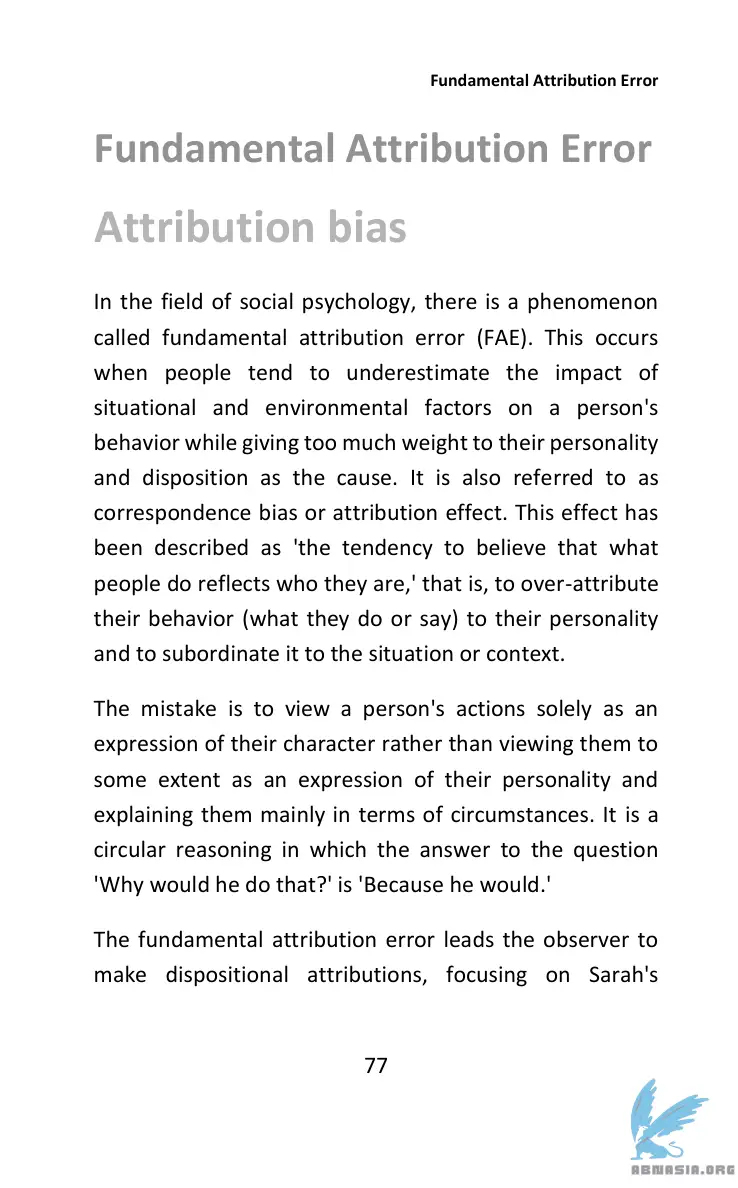 Fundamental Attribution Error
Fundamental Attribution Error
Attribution bias
In the field of social psychology, there is a phenomenon
called fundamental attribution error (FAE). This occurs
when people tend to underestimate the impact of
situational and environmental factors on a person's
behavior while giving too much weight to their personality
and disposition as the cause. It is also referred to as
correspondence bias or attribution effect. This effect has
been described as 'the tendency to believe that what
people do reflects who they are,' that is, to over-attribute
their behavior (what they do or say) to their personality
and to subordinate it to the situation or context.
The mistake is to view a person's actions solely as an
expression of their character rather than viewing them to
some extent as an expression of their personality and
explaining them mainly in terms of circumstances. It is a
circular reasoning in which the answer to the question
'Why would he do that?' is 'Because he would.'
The fundamental attribution error leads the observer to
make dispositional attributions, focusing on Sarah's
77
ABNASIA.ORG